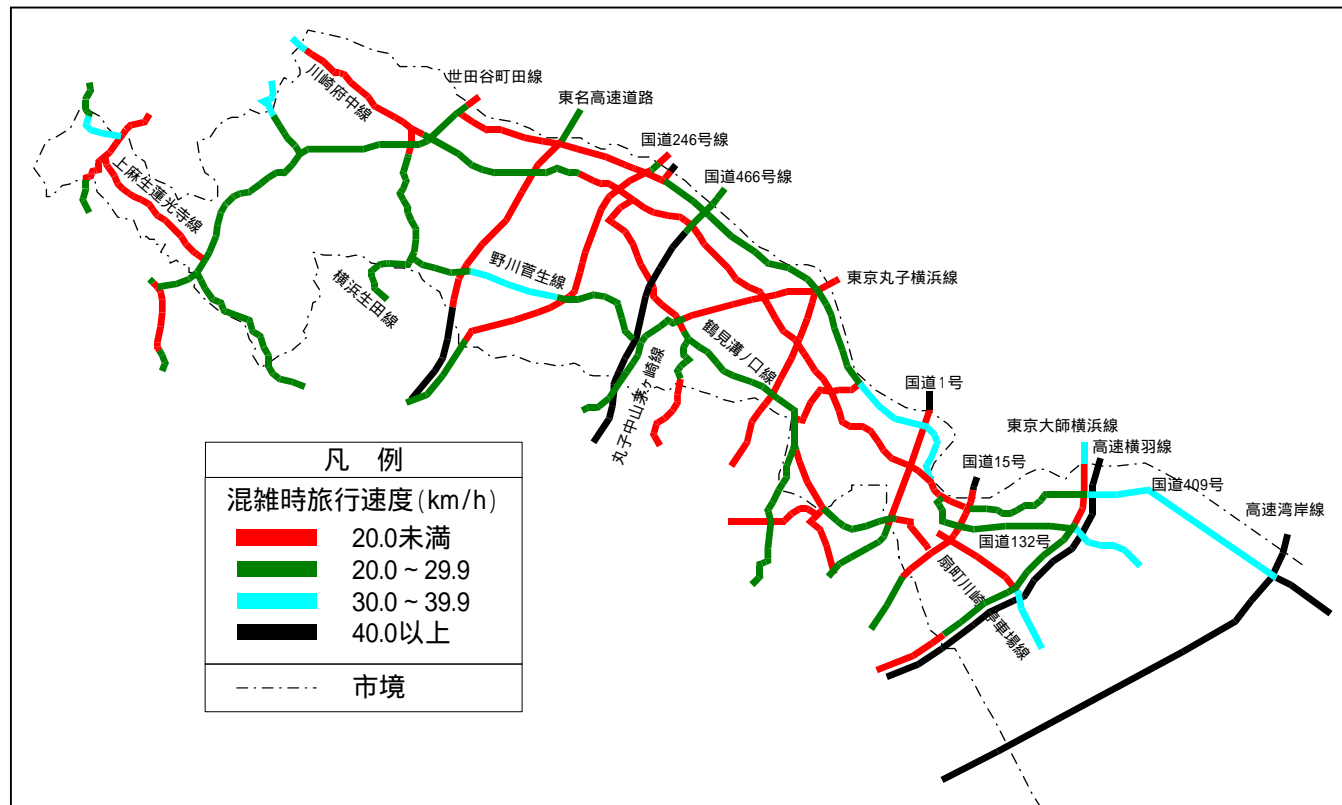 世田谷町田線
川崎府中線
東名高速道路
国道246号線
国道466号線
上麻生蓮光寺線
野川菅生線
横浜生田線
東京丸子横浜線
鶴見溝ノ口線
丸子中山茅ヶ崎線
国道1号
東京大師横浜線
高速横羽線
国道15号
国道409号
高速湾岸線
国道132号
扇町川崎停車場線
凡 例
混雑時旅行速度(km/h)
20.0未満
20.0~29.9
30.0~39.9
40.0以上
市境